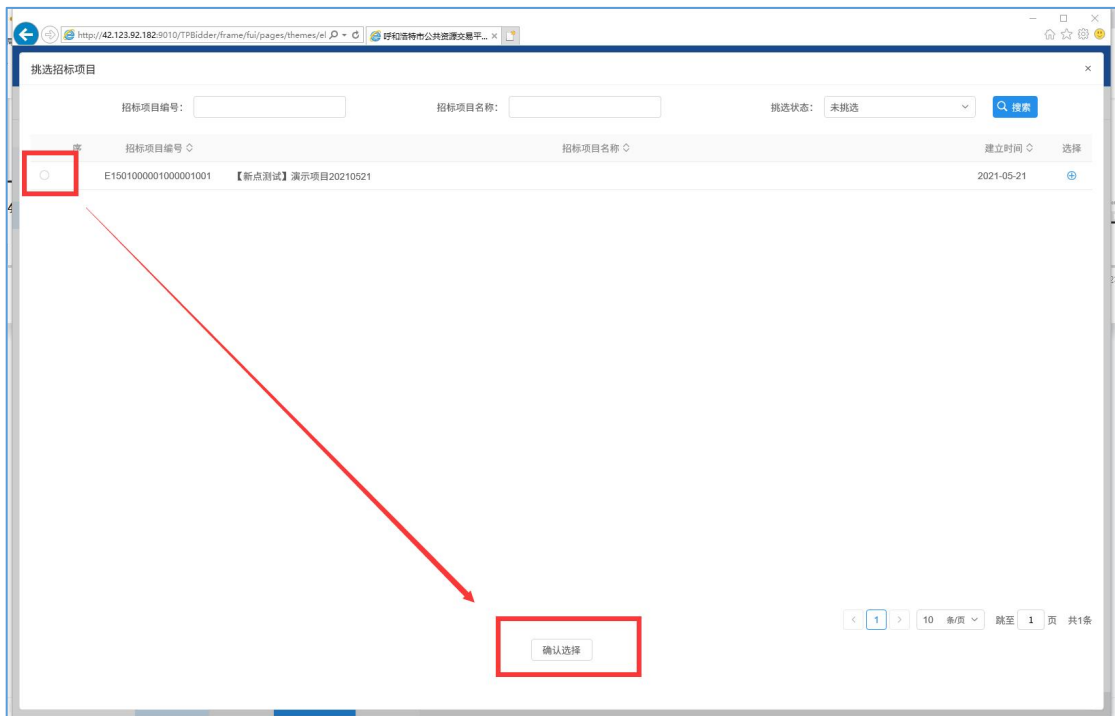 http://42.123.92.182:9010/TPBidder/frame/fui/pages/themes/el
呼和浩特市公共资源交易平...
挑选招标项目
招标项目编号： 招标项目名称： 挑选状态： 未挑选 搜索
序 招标项目编号 招标项目名称 建立时间 选择
E1501000001000001001 【新点测试】演示项目20210521 2021-05-21
1 10 条/页 跳至 1 页 共1条
确认选择